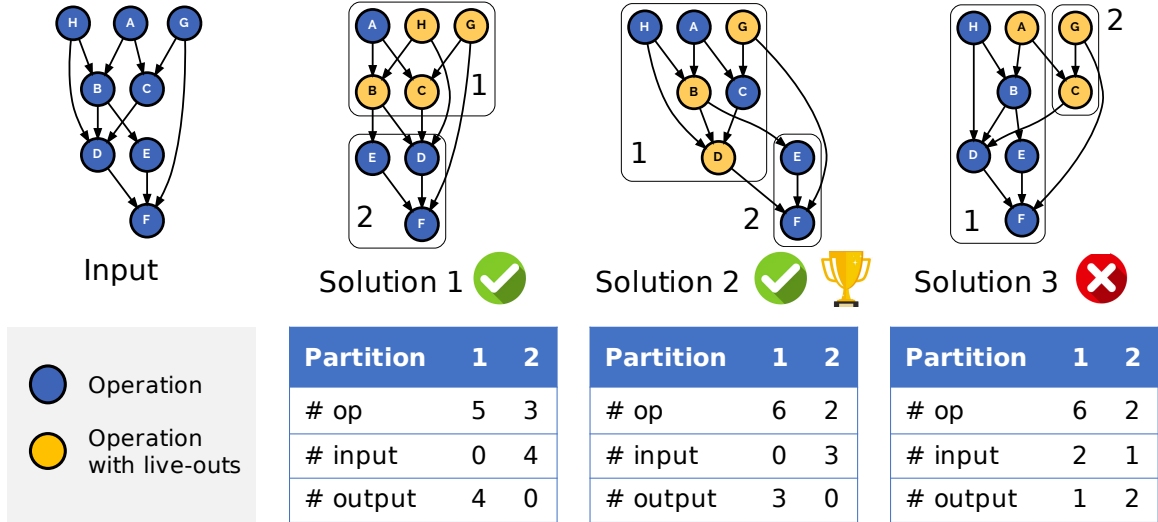 H A G
B C
D E
F
Input
A H G
B C
1
E D
2
F
Solution 1
H A G
B C
1
D E
2
F
Solution 2
H A G
2
B C
D E
1
F
Solution 3
Operation
Operation
with live-outs
Partition 1 2
# op 5 3
# input 0 4
# output 4 0
Partition 1 2
# op 6 2
# input 0 3
# output 3 0
Partition 1 2
# op 6 2
# input 2 1
# output 1 2